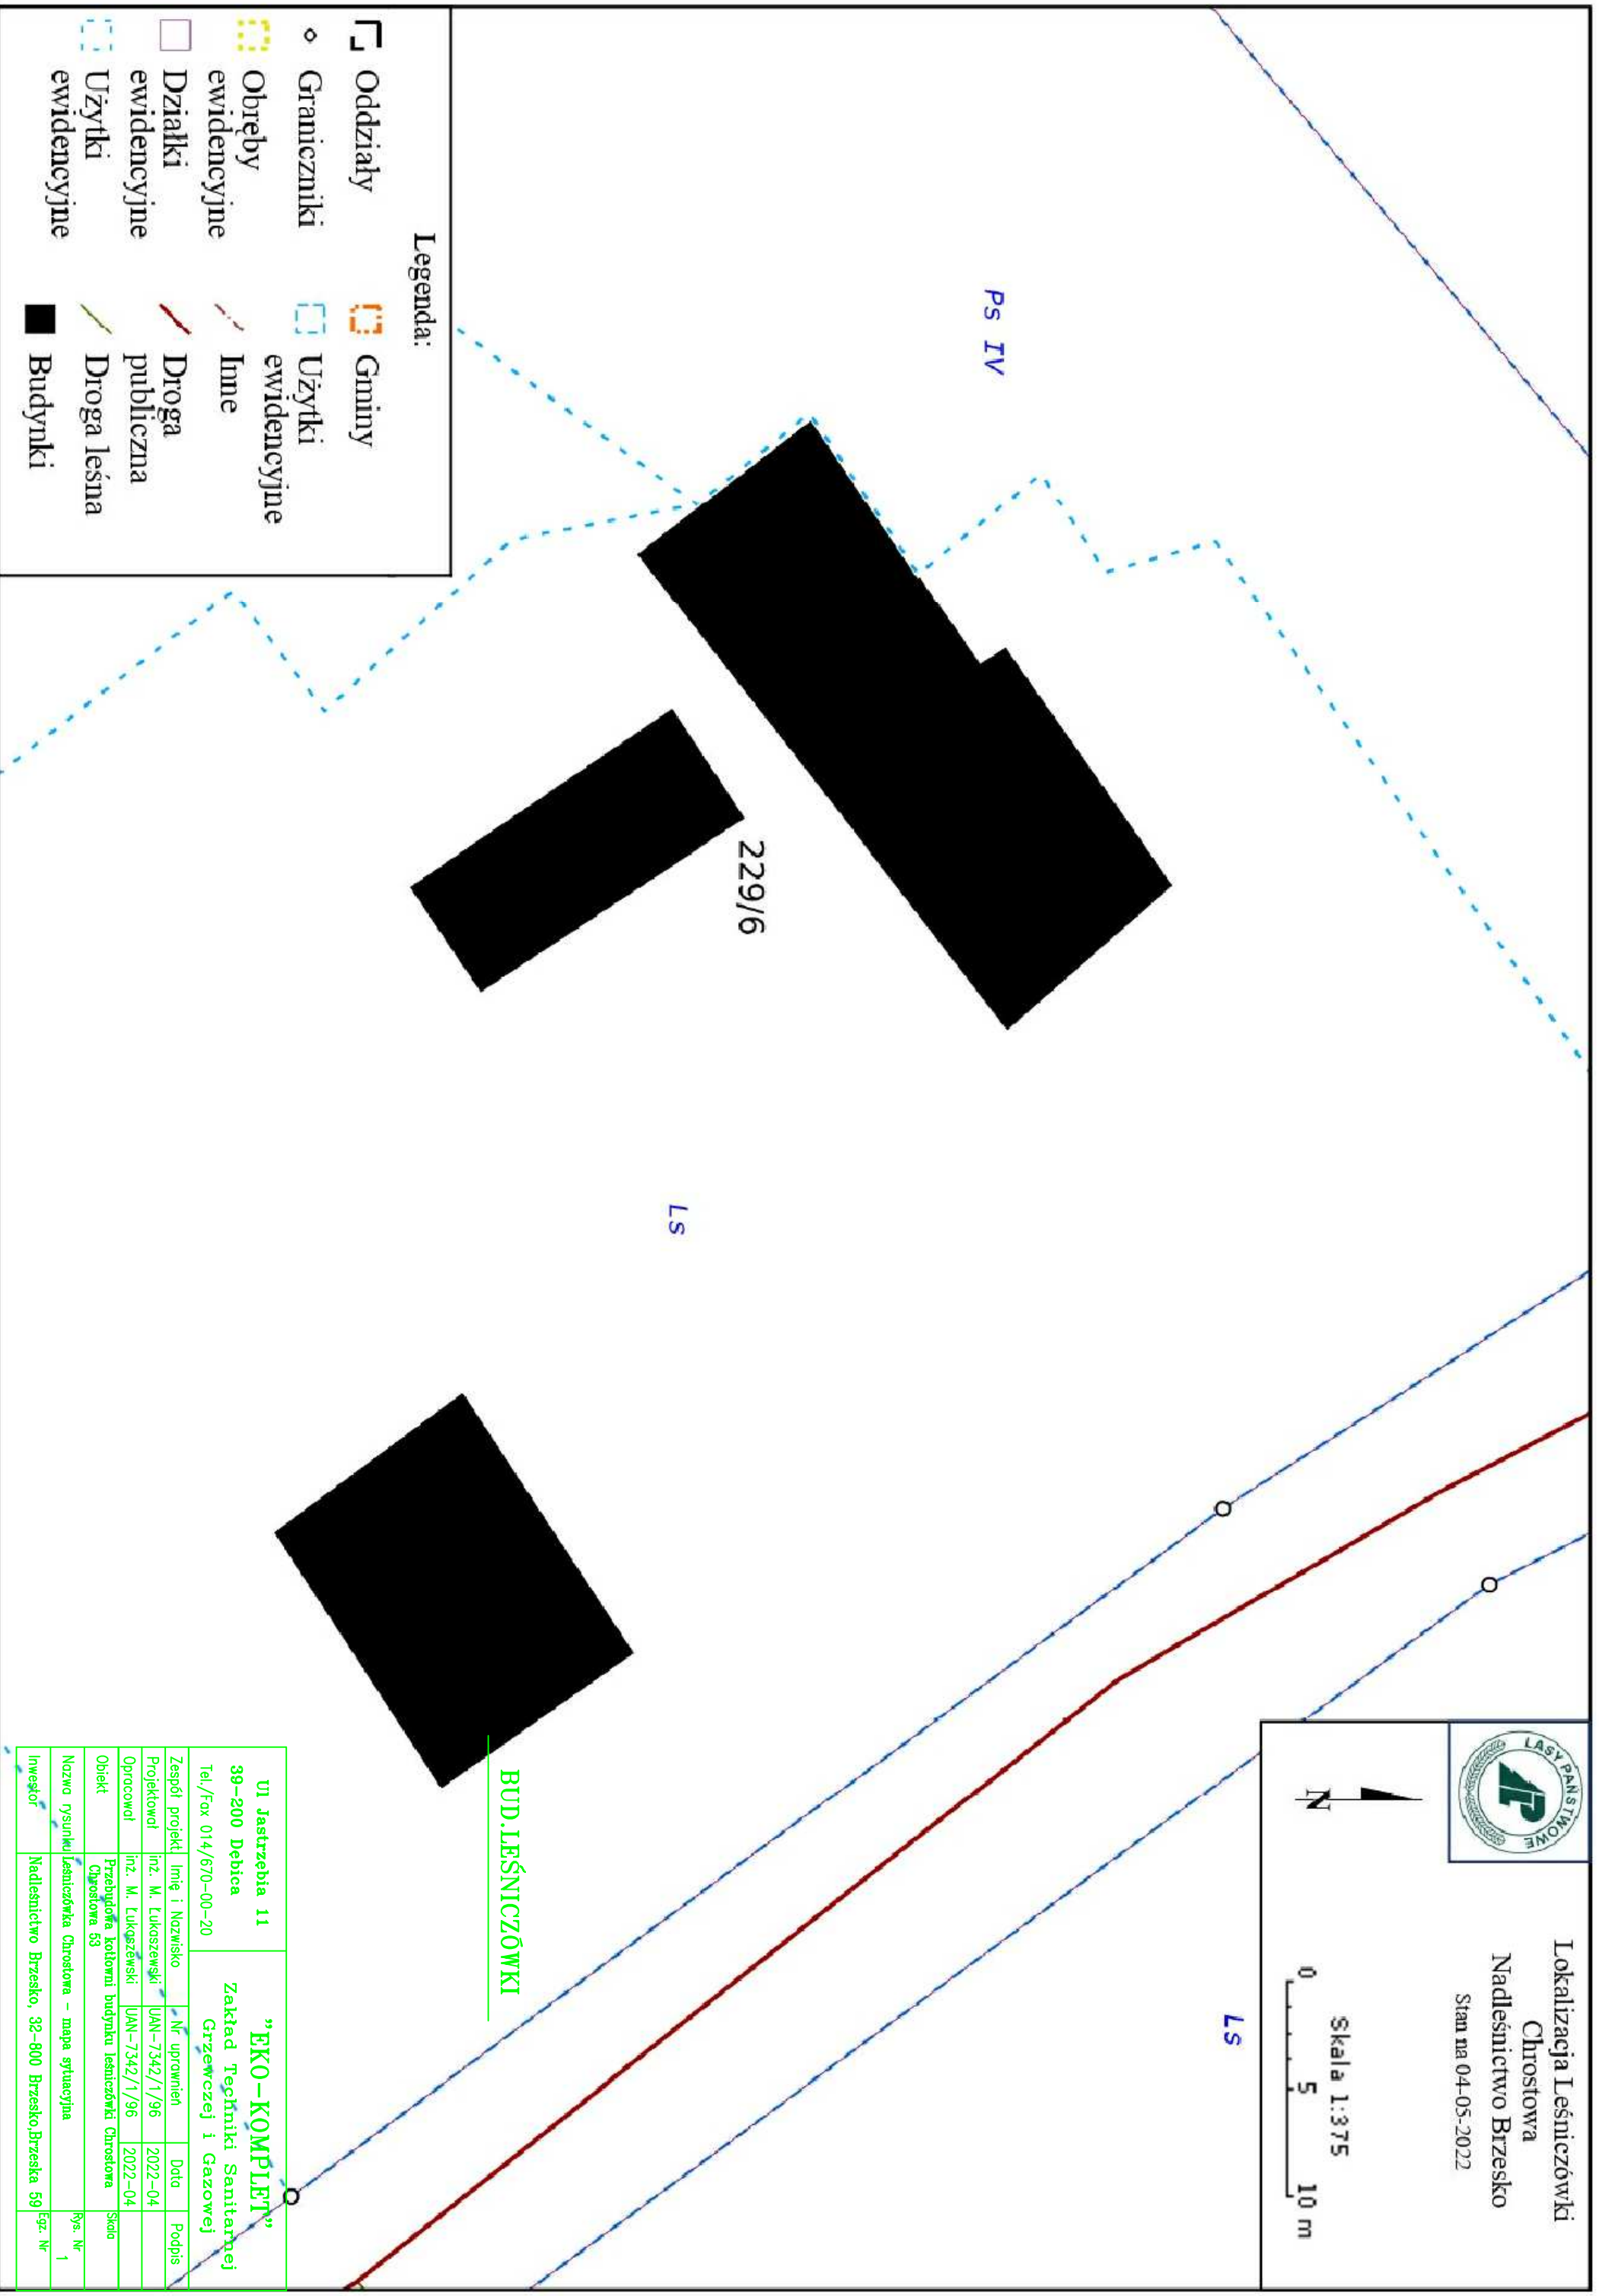 Lokalizacja Leśniczówki
Chrostowa
Nadleśnictwo Brzesko
Stan na 04-05-2022
LASY PAŃSTWOWE
LP
N
Skala 1:375
0 5 10 m
Ps IV
229/6
Ls
Ls
BUD.LEŚNICZÓWKI
Legenda:
Oddziały
Graniczniki
Obręby
ewidencyjne
Działki
ewidencyjne
Użytki
ewidencyjne
Gminy
Użytki
ewidencyjne
Inne
Droga
publiczna
Droga leśna
Budynki
Ul Jastrzębia 11
39-200 Dębica
Tel./Fax 014/670-00-20
"EKO-KOMPLET"
Zakład Techniki Sanitarnej
Grzewczej i Gazowej
Zespół projekt. Imię i Nazwisko Nr uprawnień Data Podpis
Projektował inż. M. Łukaszewski UAN-7342/1/96 2022-04
Opracował inż. M. Łukaszewski UAN-7342/1/96 2022-04
Obiekt Przebudowa kotłowni budynku leśniczówki Chrostowa Skala
Chrostowa 53
Nazwa rysunku Leśniczówka Chrostowa - mapa sytuacyjna Rys. Nr 1
Inwestor Nadleśnictwo Brzesko, 32-800 Brzesko,Brzeska 59 Egz. Nr